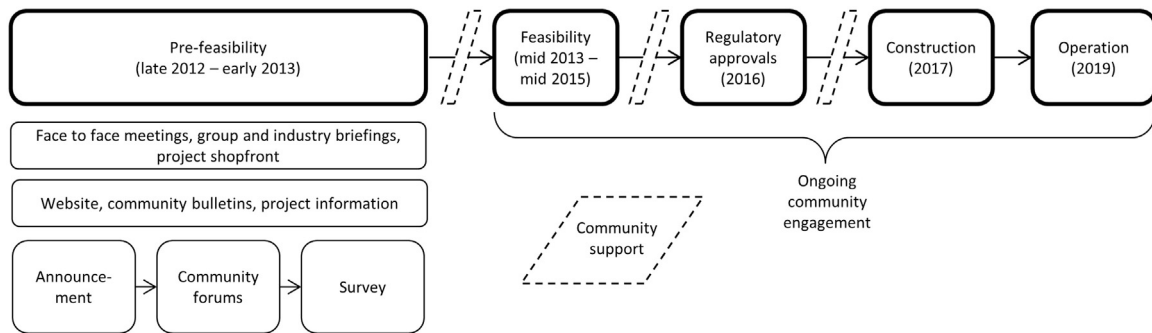 Pre-feasibility
(late 2012 – early 2013)
Feasibility
(mid 2013 –
mid 2015)
Regulatory
approvals
(2016)
Construction
(2017)
Operation
(2019)
Face to face meetings, group and industry briefings,
project shopfront
Website, community bulletins, project information
Announce-
ment
Community
forums
Survey
Community
support
Ongoing
community
engagement